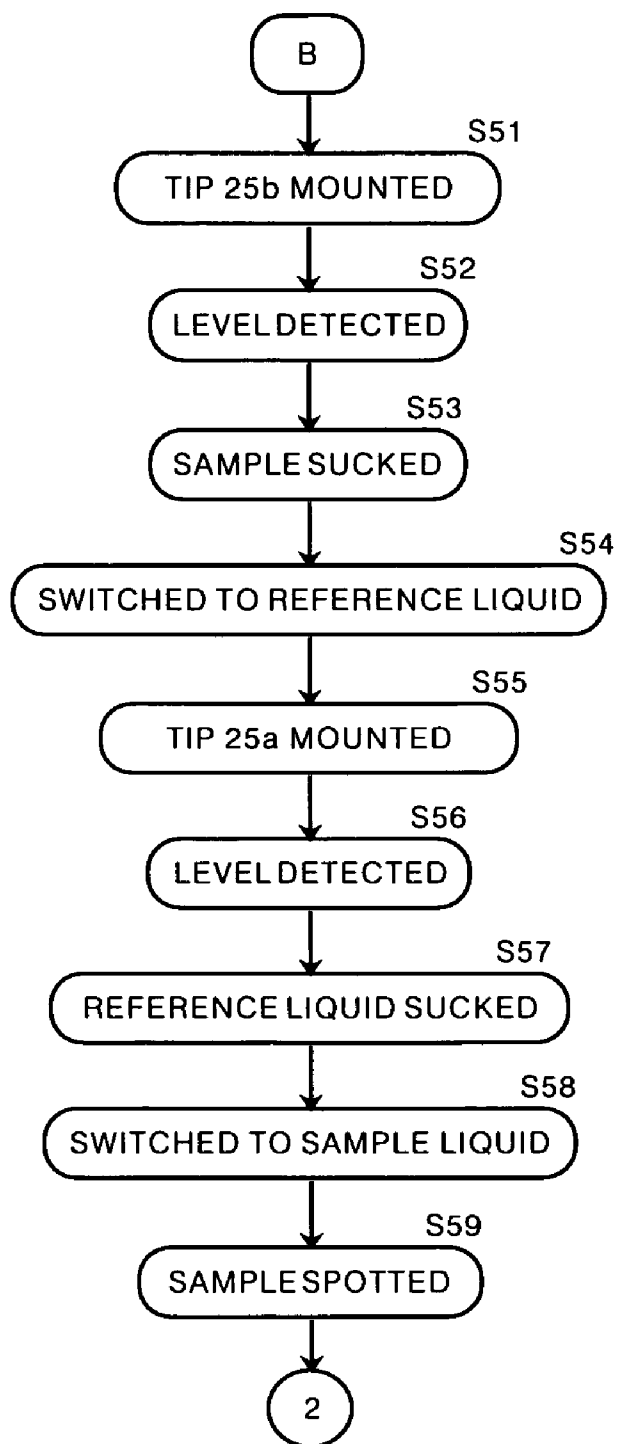 B
S51
TIP 25b MOUNTED
S52
LEVEL DETECTED
S53
SAMPLE SUCKED
S54
SWITCHED TO REFERENCE LIQUID
S55
TIP 25a MOUNTED
S56
LEVEL DETECTED
S57
REFERENCE LIQUID SUCKED
S58
SWITCHED TO SAMPLE LIQUID
S59
SAMPLE SPOTTED
2